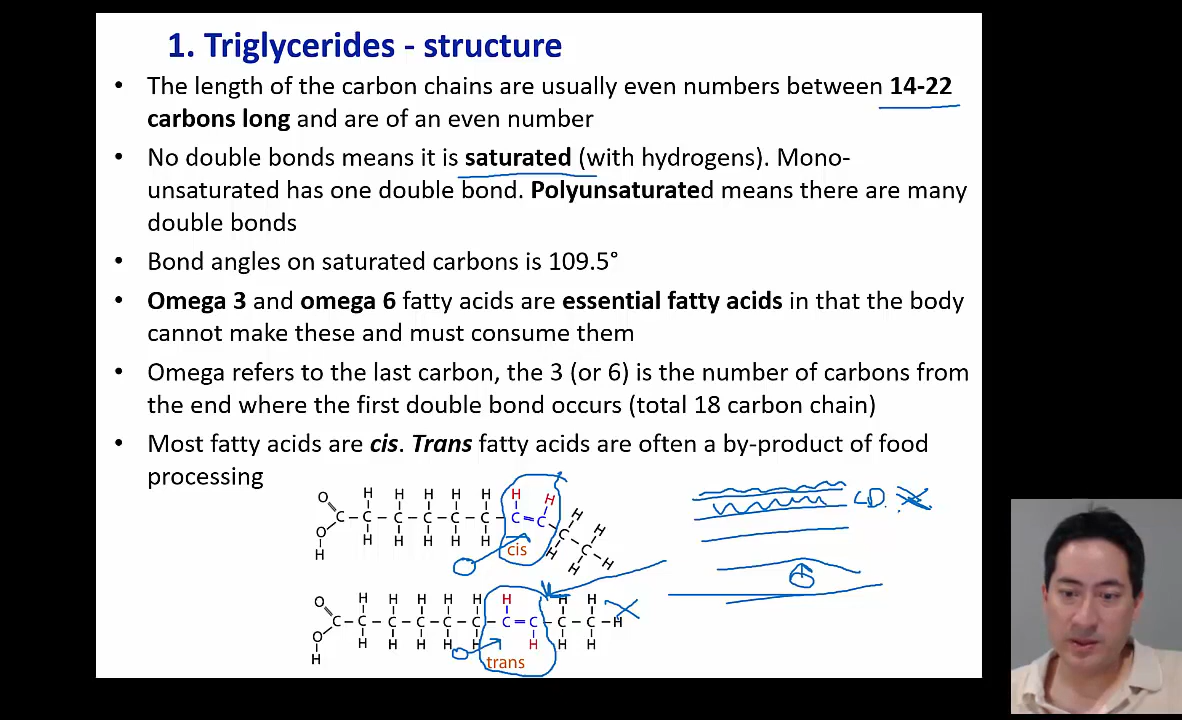 1. Triglycerides - structure
• The length of the carbon chains are usually even numbers between 14-22
carbons long and are of an even number
• No double bonds means it is saturated (with hydrogens). Mono-
unsaturated has one double bond. Polyunsaturated means there are many
double bonds
• Bond angles on saturated carbons is 109.5°
• Omega 3 and omega 6 fatty acids are essential fatty acids in that the body
cannot make these and must consume them
• Omega refers to the last carbon, the 3 (or 6) is the number of carbons from
the end where the first double bond occurs (total 18 carbon chain)
• Most fatty acids are cis. Trans fatty acids are often a by-product of food
processing
H H H H H H H
O
C – C – C – C – C – C – C = C
O
H H H H H H
cis
C H
H C H
H H
H H H H H H H H
O
C – C – C – C – C – C – C = C – C – C – H
O
H H H H H H H H
H
trans